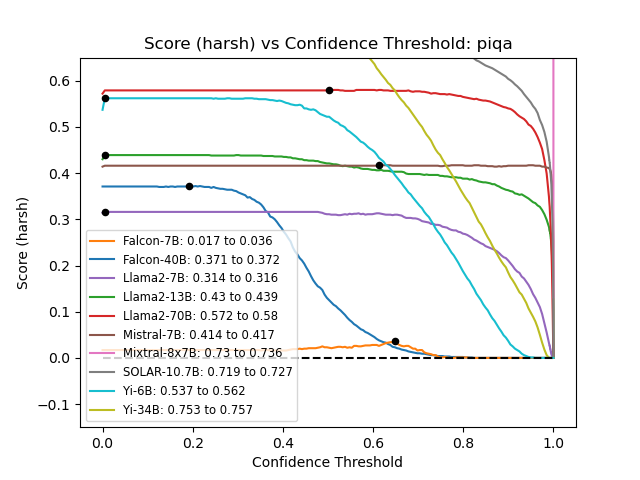 Score (harsh) vs Confidence Threshold: piqa
Score (harsh)
0.6
0.5
0.4
0.3
0.2
0.1
0.0
−0.1
Falcon-7B: 0.017 to 0.036
Falcon-40B: 0.371 to 0.372
Llama2-7B: 0.314 to 0.316
Llama2-13B: 0.43 to 0.439
Llama2-70B: 0.572 to 0.58
Mistral-7B: 0.414 to 0.417
Mixtral-8x7B: 0.73 to 0.736
SOLAR-10.7B: 0.719 to 0.727
Yi-6B: 0.537 to 0.562
Yi-34B: 0.753 to 0.757
0.0 0.2 0.4 0.6 0.8 1.0
Confidence Threshold